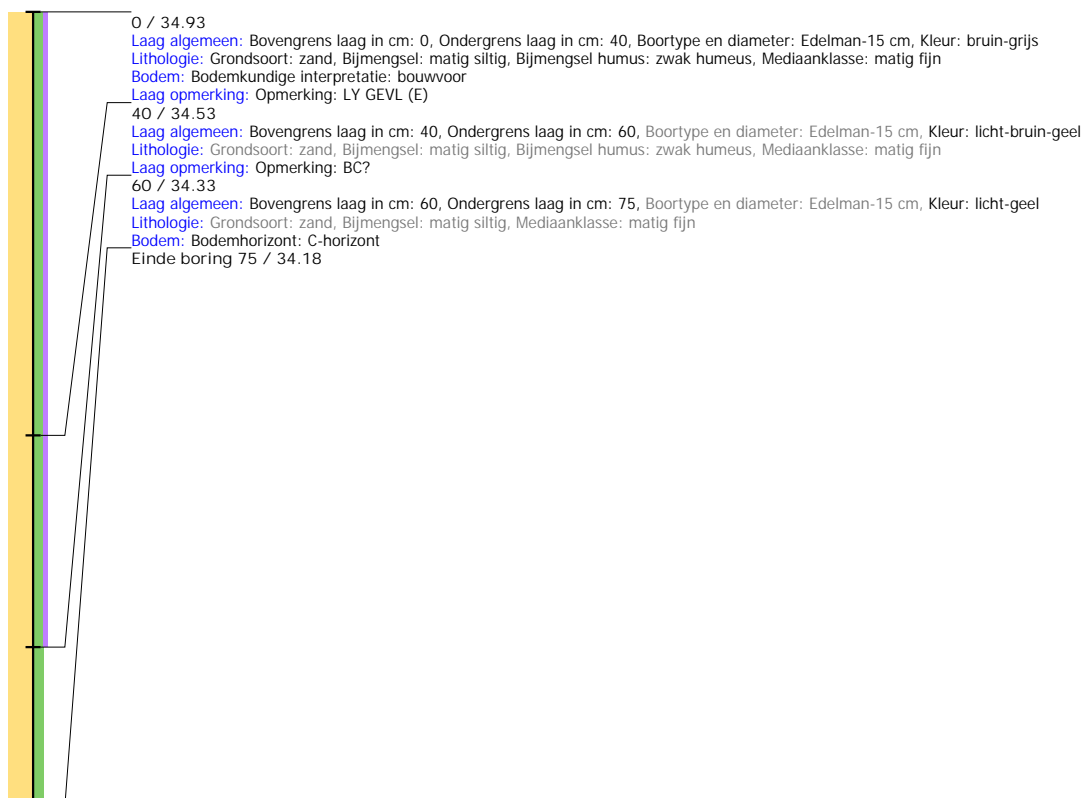 0 / 34.93
Laag algemeen: Bovengrens laag in cm: 0, Ondergrens laag in cm: 40, Boortype en diameter: Edelman-15 cm, Kleur: bruin-grijs
Lithologie: Grondsoort: zand, Bijmengsel: matig siltig, Bijmengsel humus: zwak humeus, Mediaanklasse: matig fijn
Bodem: Bodemkundige interpretatie: bouwvoor
Laag opmerking: Opmerking: LY GEVL (E)
40 / 34.53
Laag algemeen: Bovengrens laag in cm: 40, Ondergrens laag in cm: 60, Boortype en diameter: Edelman-15 cm, Kleur: licht-bruin-geel
Lithologie: Grondsoort: zand, Bijmengsel: matig siltig, Bijmengsel humus: zwak humeus, Mediaanklasse: matig fijn
Laag opmerking: Opmerking: BC?
60 / 34.33
Laag algemeen: Bovengrens laag in cm: 60, Ondergrens laag in cm: 75, Boortype en diameter: Edelman-15 cm, Kleur: licht-geel
Lithologie: Grondsoort: zand, Bijmengsel: matig siltig, Mediaanklasse: matig fijn
Bodem: Bodemhorizont: C-horizont
Einde boring 75 / 34.18